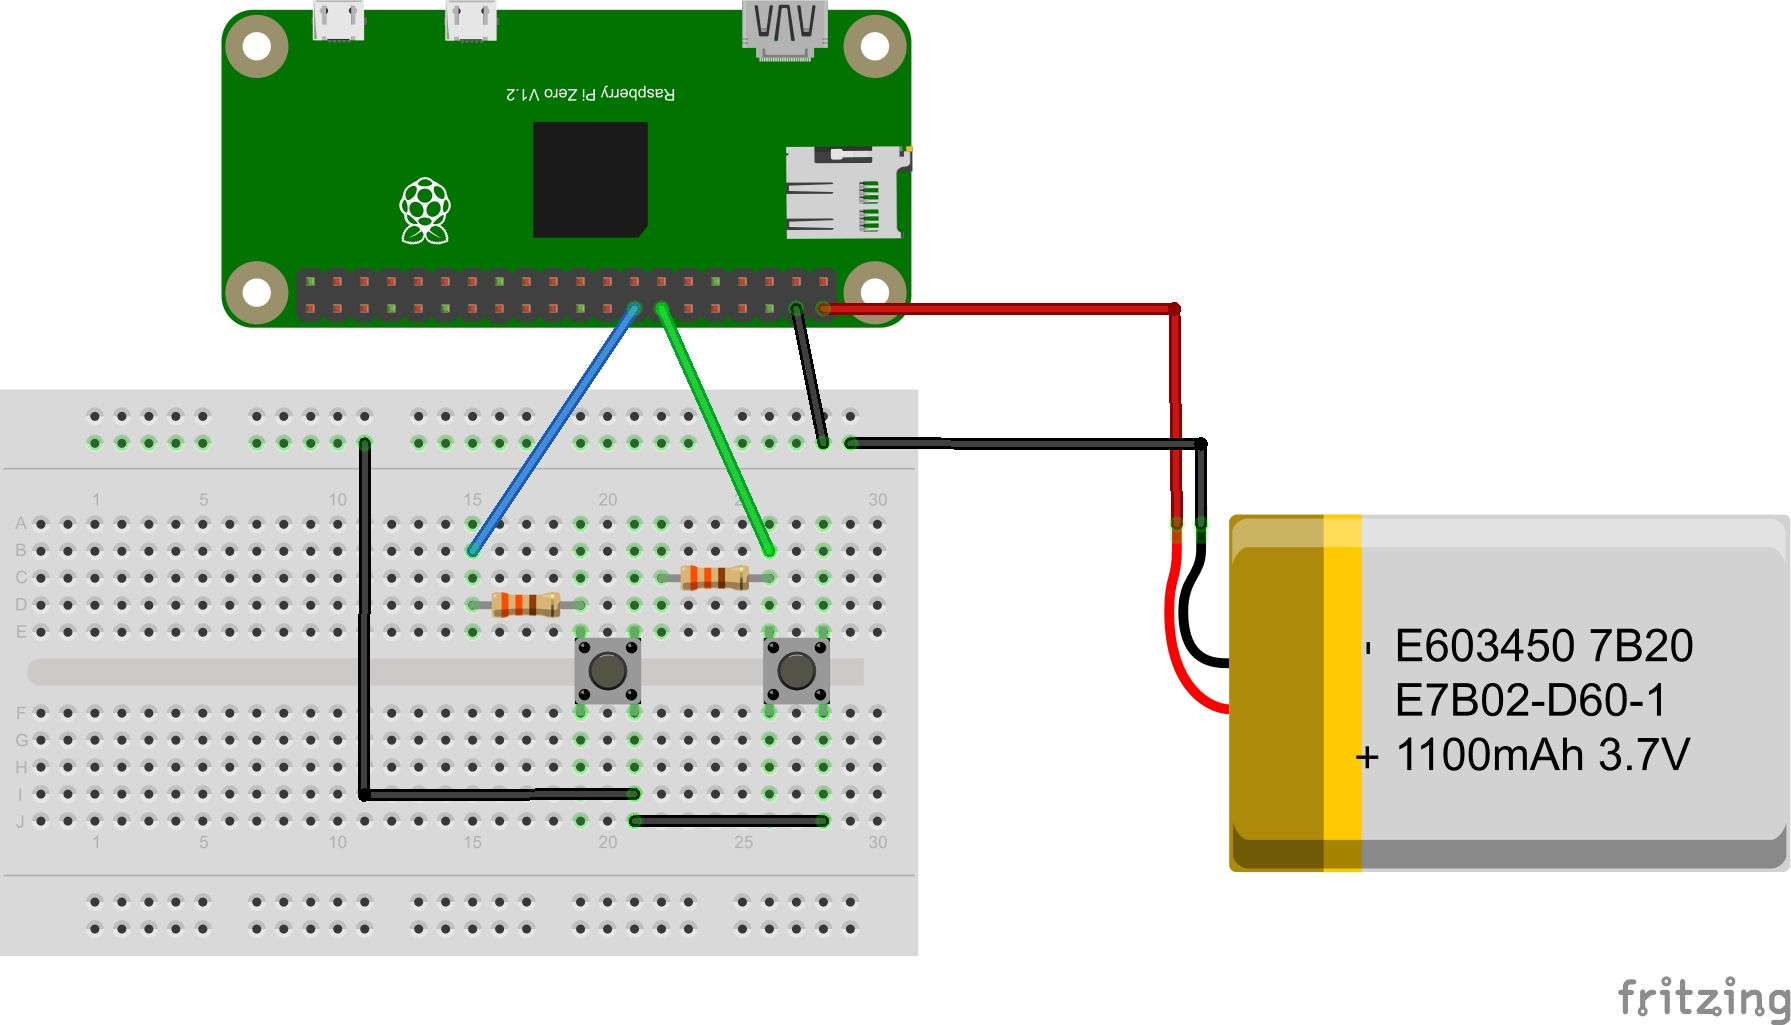 Raspberry Pi Zero V1.2
1 5 10 15 20 30
A
B
C
D
E
- E603450 7B20
E7B02-D60-1
+ 1100mAh 3.7V
F
G
H
I
J
1 5 10 15 20 25 30
fritzing